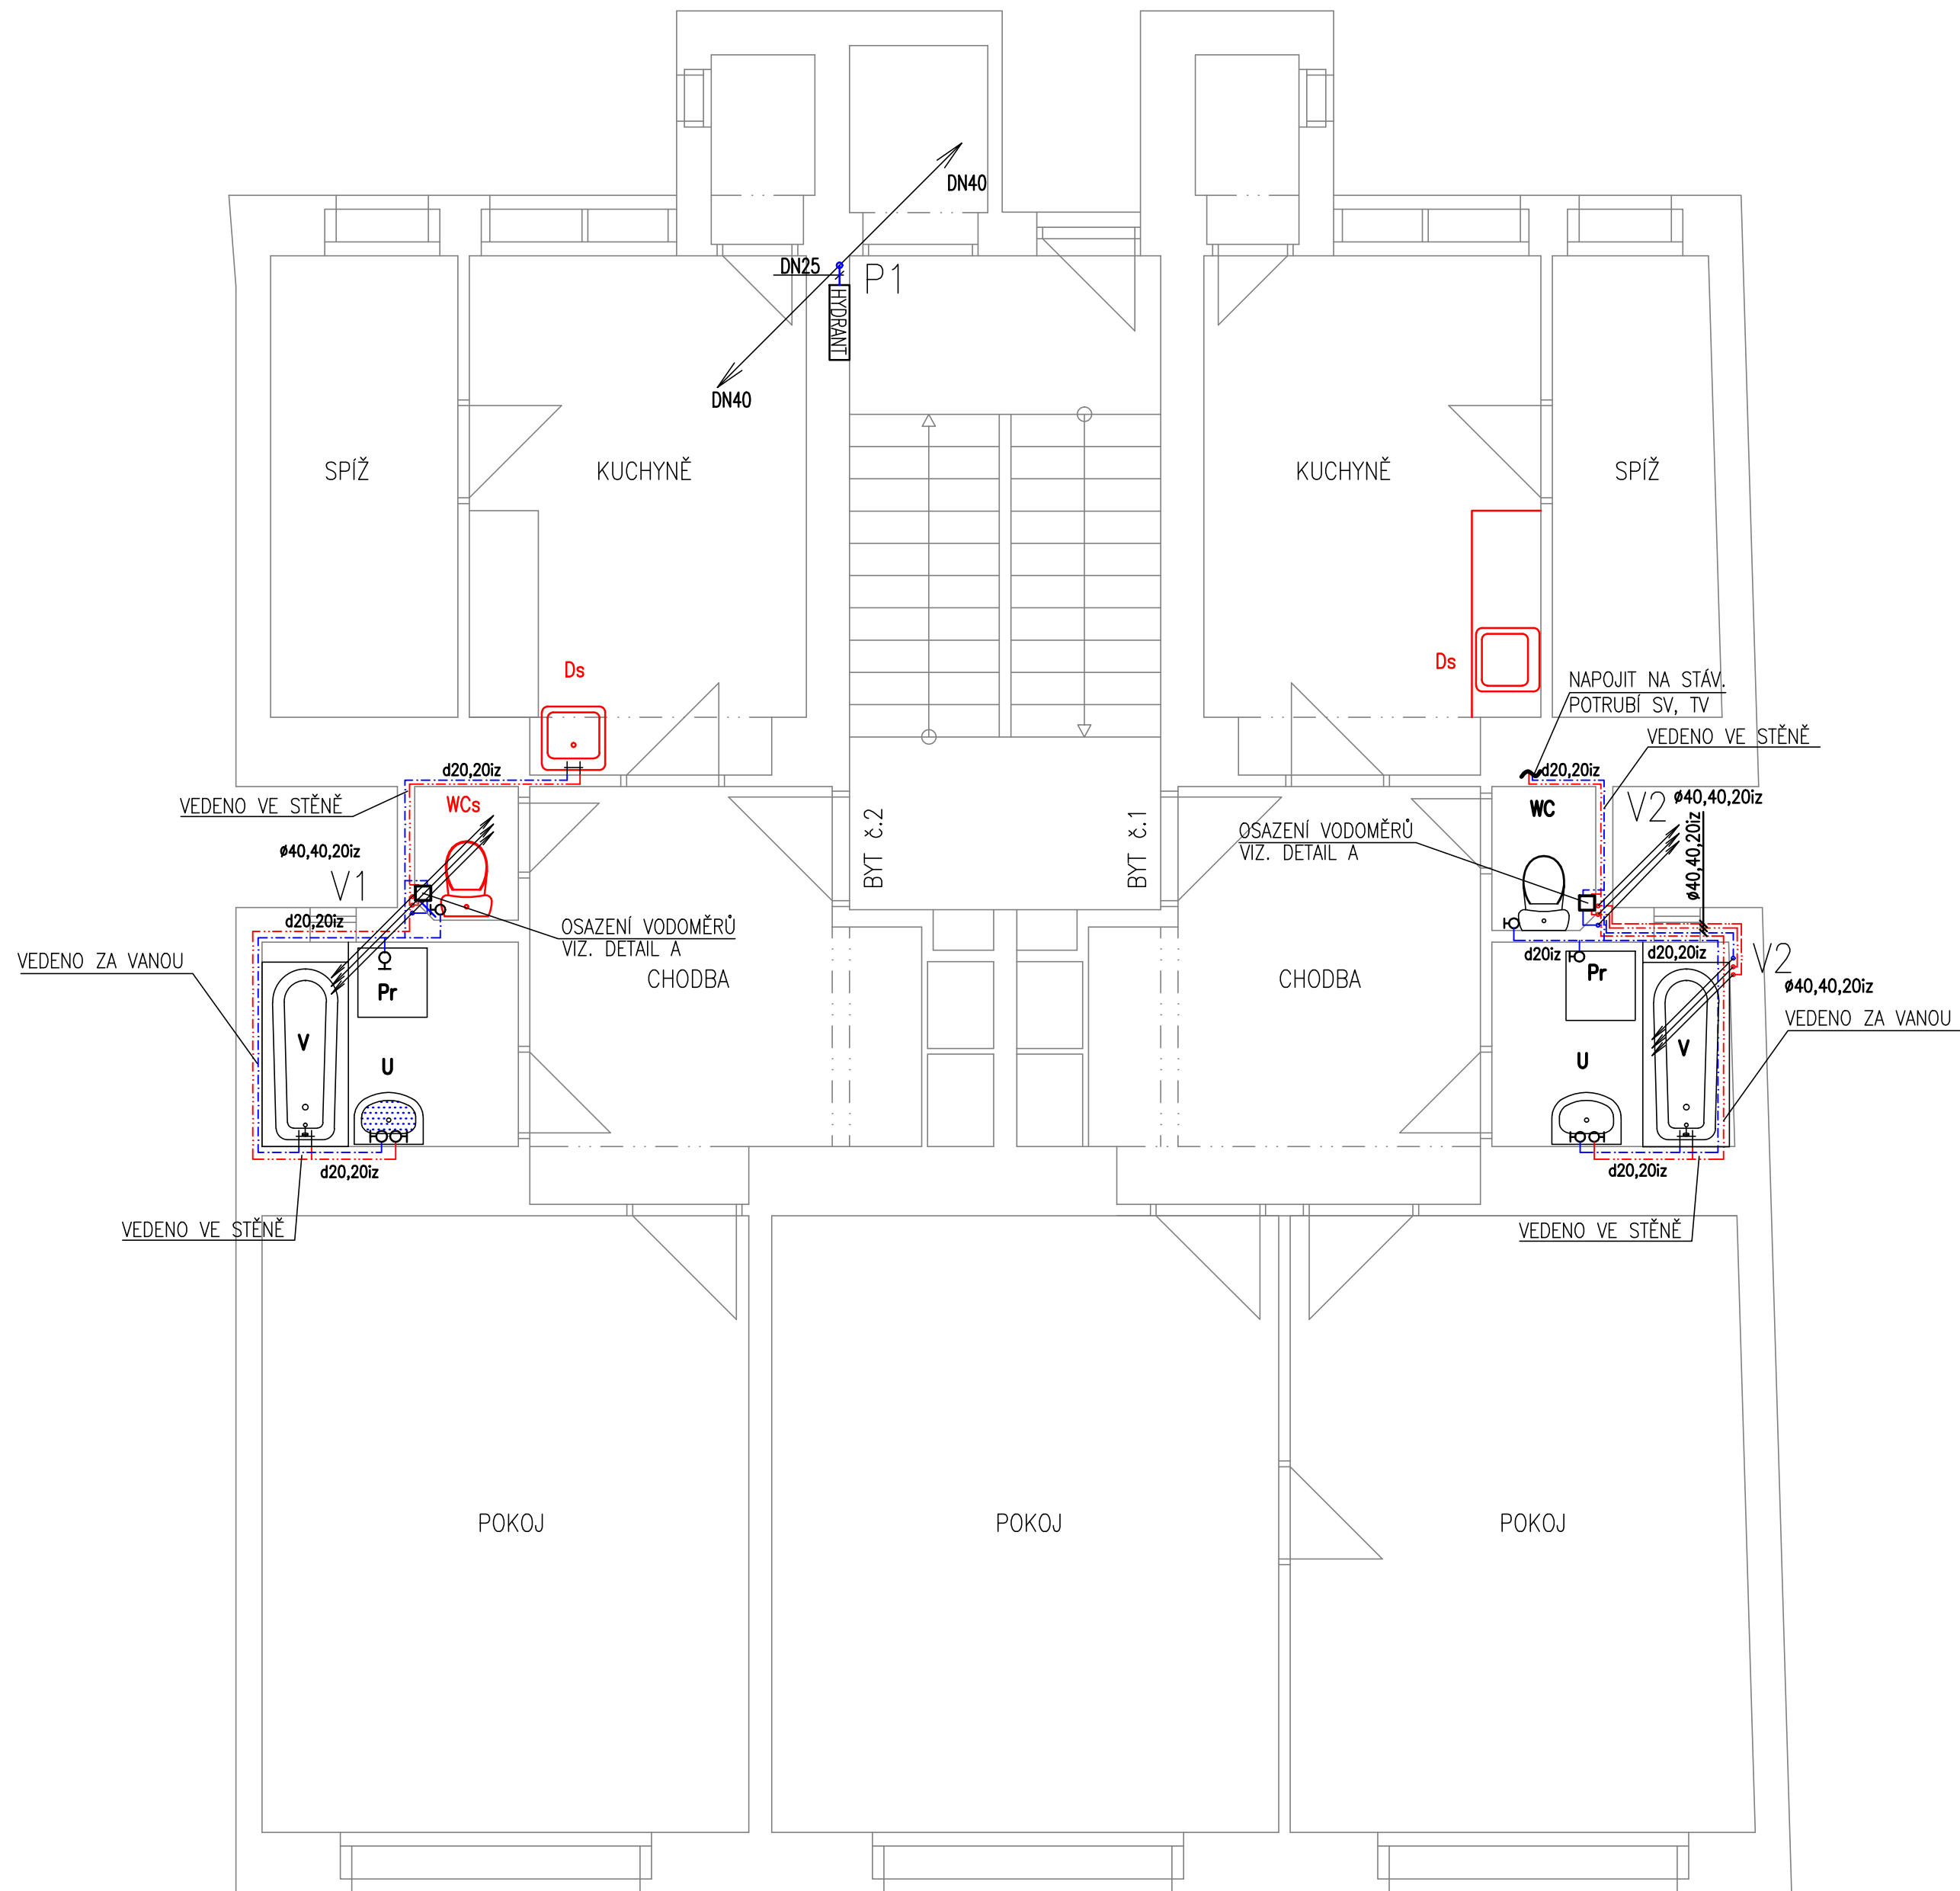 DN40
DN25
P1
HYDRANT
DN40
SPÍŽ
KUCHYNĚ
KUCHYNĚ
SPÍŽ
Ds
Ds
NAPOJIT NA STÁV.
POTRUBÍ SV, TV
VEDENO VE STĚNĚ
d20,20iz
d20,20iz
VEDENO VE STĚNĚ
WCs
WC
V2
ø40,40,20iz
ø40,40,20iz
BYT č.2
BYT č.1
OSAZENÍ VODOMĚRŮ
VIZ. DETAIL A
ø40,40,20iz
V1
d20,20iz
OSAZENÍ VODOMĚRŮ
VIZ. DETAIL A
VEDENO ZA VANOU
CHODBA
CHODBA
d20iz
d20,20iz
V2
ø40,40,20iz
VEDENO ZA VANOU
Pr
Pr
V
U
U
V
d20,20iz
d20,20iz
VEDENO VE STĚNĚ
VEDENO VE STĚNĚ
POKOJ
POKOJ
POKOJ